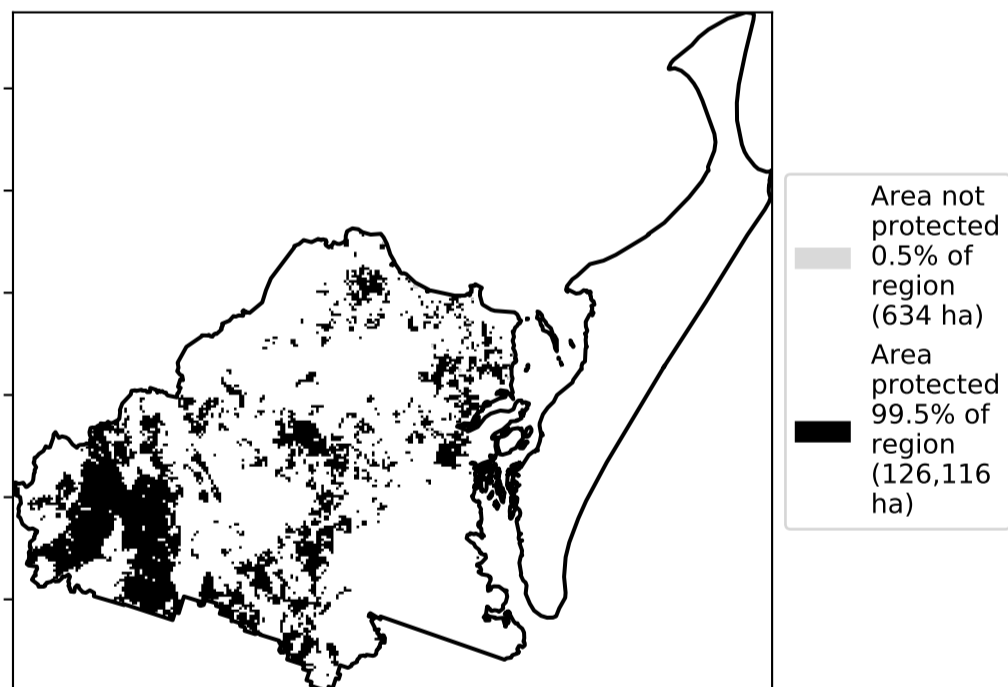 Area not
protected
0.5% of
region
(634 ha)
Area
protected
99.5% of
region
(126,116
ha)